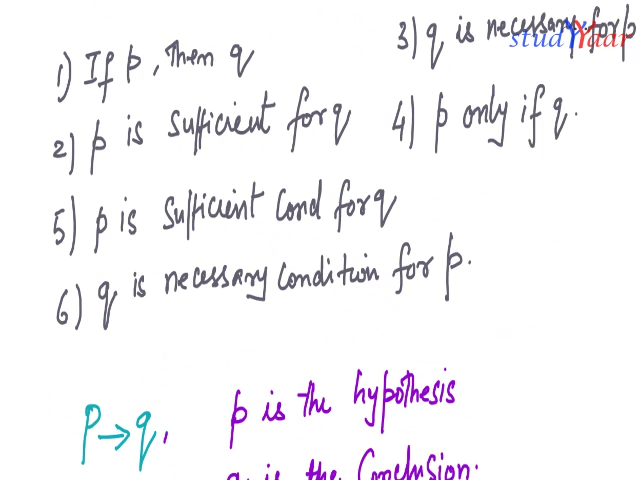 1) If p, then q
3) q is necessary for p
studYYaar
2) p is sufficient for q
4) p only if q.
5) p is sufficient cond for q
6) q is necessary condition for p.
p → q,
p is the hypothesis
q is the conclusion.